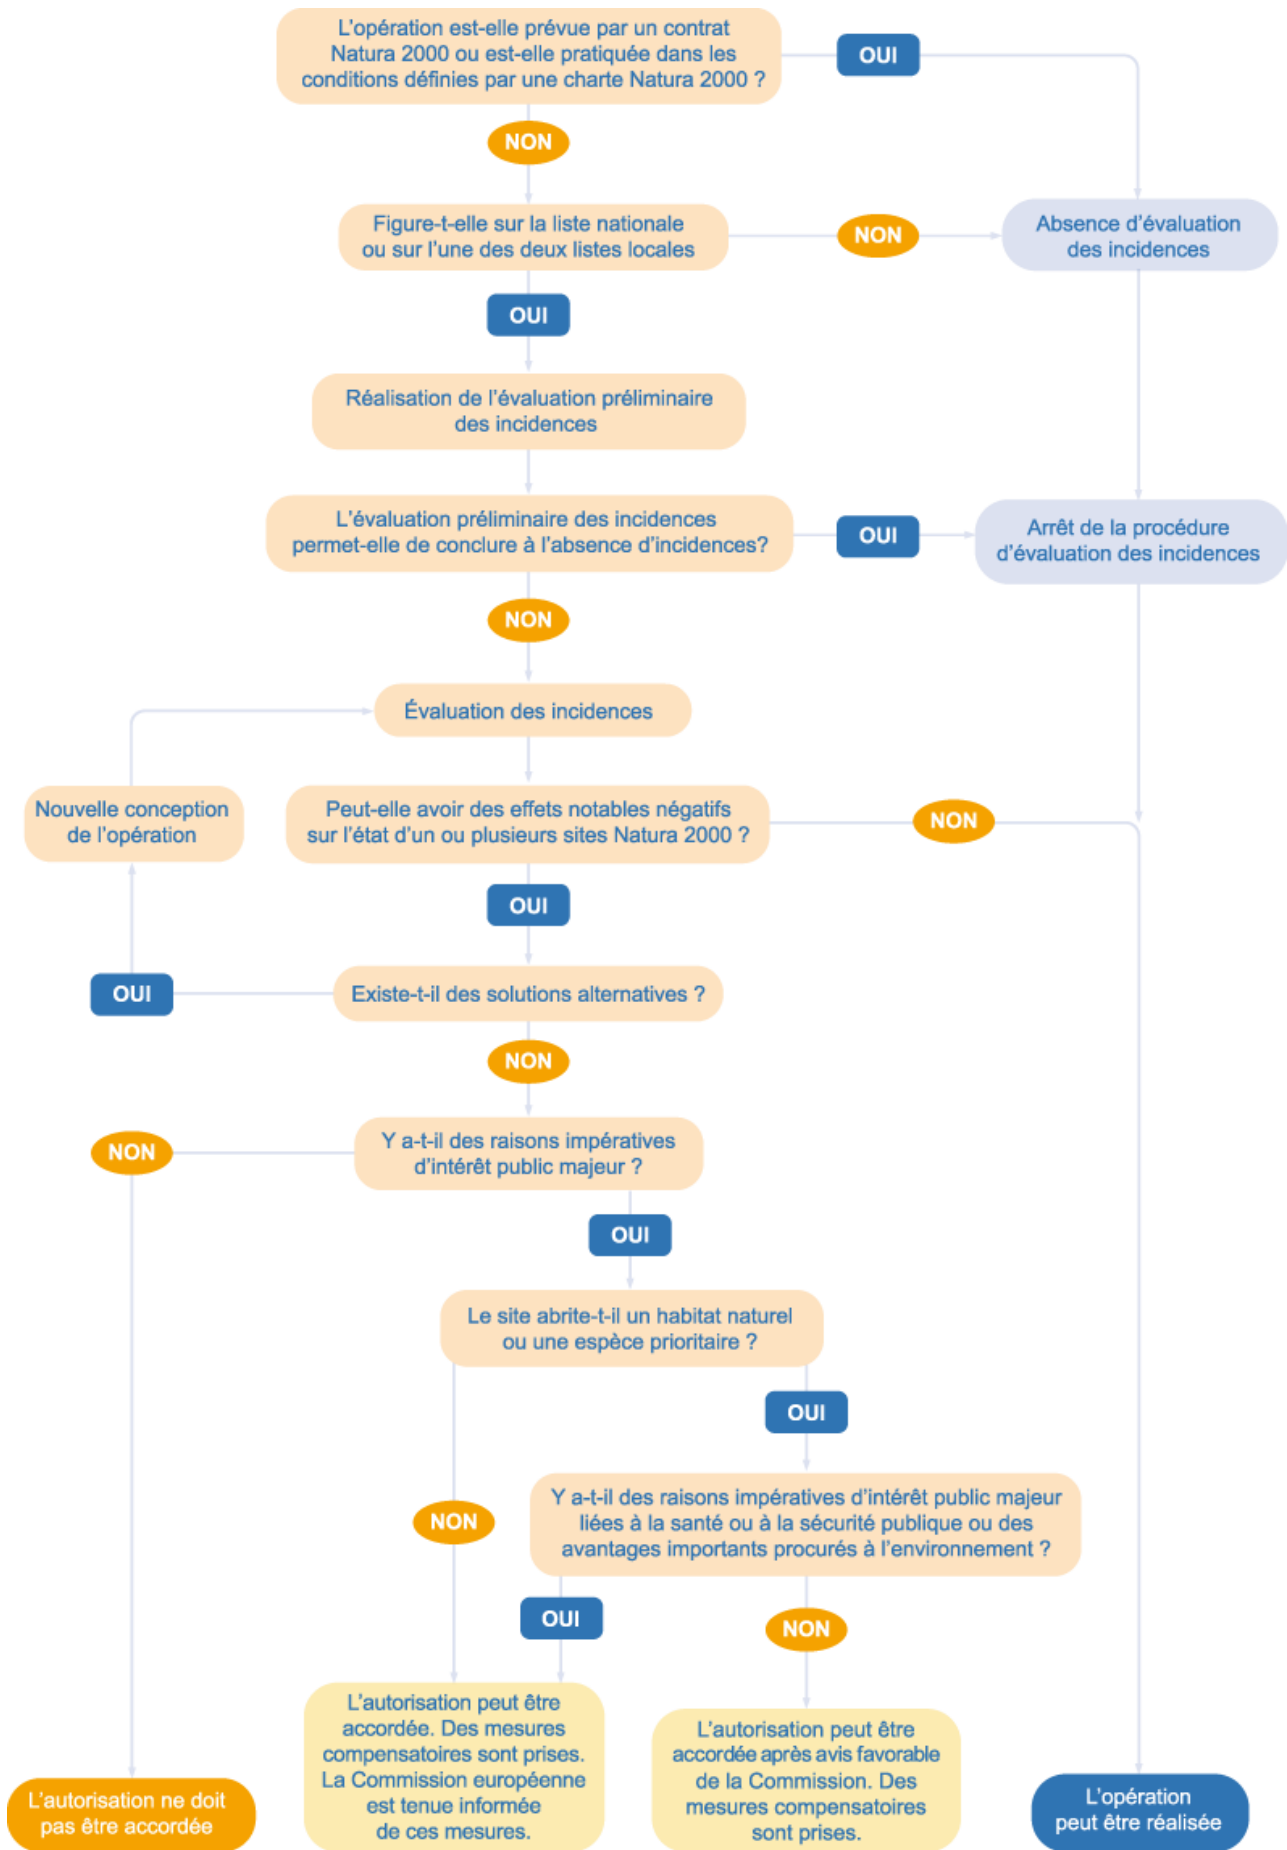 L'opération est-elle prévue par un contrat
Natura 2000 ou est-elle pratiquée dans les
conditions définies par une charte Natura 2000 ?
OUI
NON
Figure-t-elle sur la liste nationale
ou sur l'une des deux listes locales
NON
Absence d'évaluation
des incidences
OUI
Réalisation de l'évaluation préliminaire
des incidences
L'évaluation préliminaire des incidences
permet-elle de conclure à l'absence d'incidences?
OUI
Arrêt de la procédure
d'évaluation des incidences
NON
Évaluation des incidences
Nouvelle conception
de l'opération
Peut-elle avoir des effets notables négatifs
sur l'état d'un ou plusieurs sites Natura 2000 ?
NON
OUI
OUI
Existe-t-il des solutions alternatives ?
NON
NON
Y a-t-il des raisons impératives
d'intérêt public majeur ?
OUI
Le site abrite-t-il un habitat naturel
ou une espèce prioritaire ?
OUI
NON
Y a-t-il des raisons impératives d'intérêt public majeur
liées à la santé ou à la sécurité publique ou des
avantages importants procurés à l'environnement ?
OUI
NON
L'autorisation ne doit
pas être accordée
L'autorisation peut être
accordée. Des mesures
compensatoires sont prises.
La Commission européenne
est tenue informée
de ces mesures.
L'autorisation peut être
accordée après avis favorable
de la Commission. Des
mesures compensatoires
sont prises.
L'opération
peut être réalisée